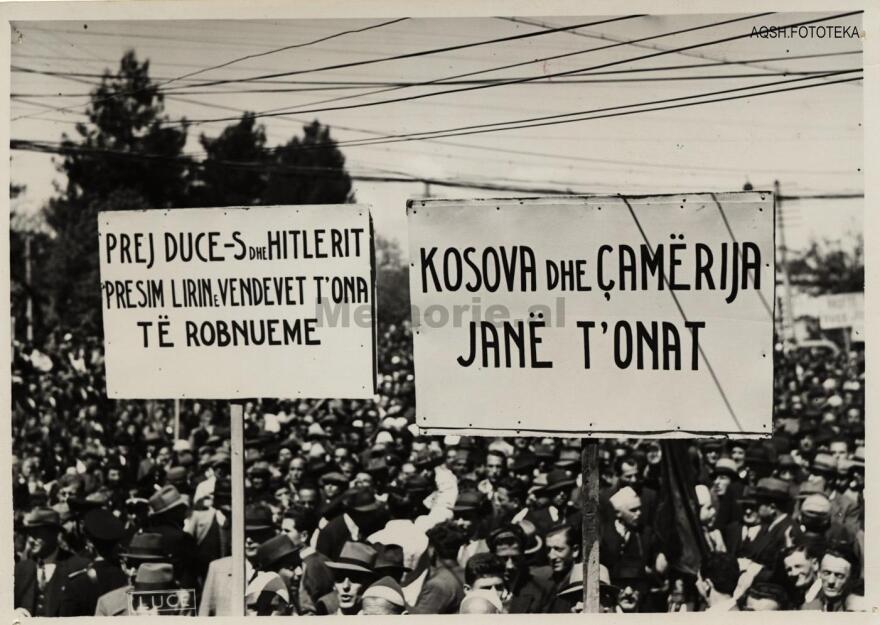 AQSH.FOTOTEKA
PREJ DUCE-S DHE HITLERIT
PRESIM LIRIN E VENDEVET T'ONA
TË ROBNUEME
KOSOVA DHE ÇAMËRIJA
JANË T'ONAT
Memorie.al
LUCE